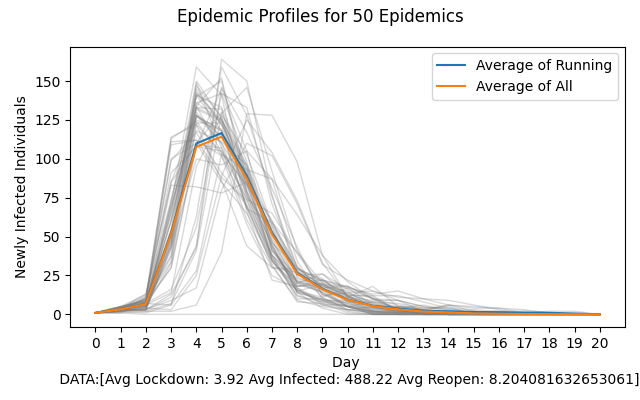 Epidemic Profiles for 50 Epidemics
Average of Running
Average of All
Newly Infected Individuals
150
125
100
75
50
25
0
0 1 2 3 4 5 6 7 8 9 10 11 12 13 14 15 16 17 18 19 20
Day
DATA:[Avg Lockdown: 3.92 Avg Infected: 488.22 Avg Reopen: 8.204081632653061]